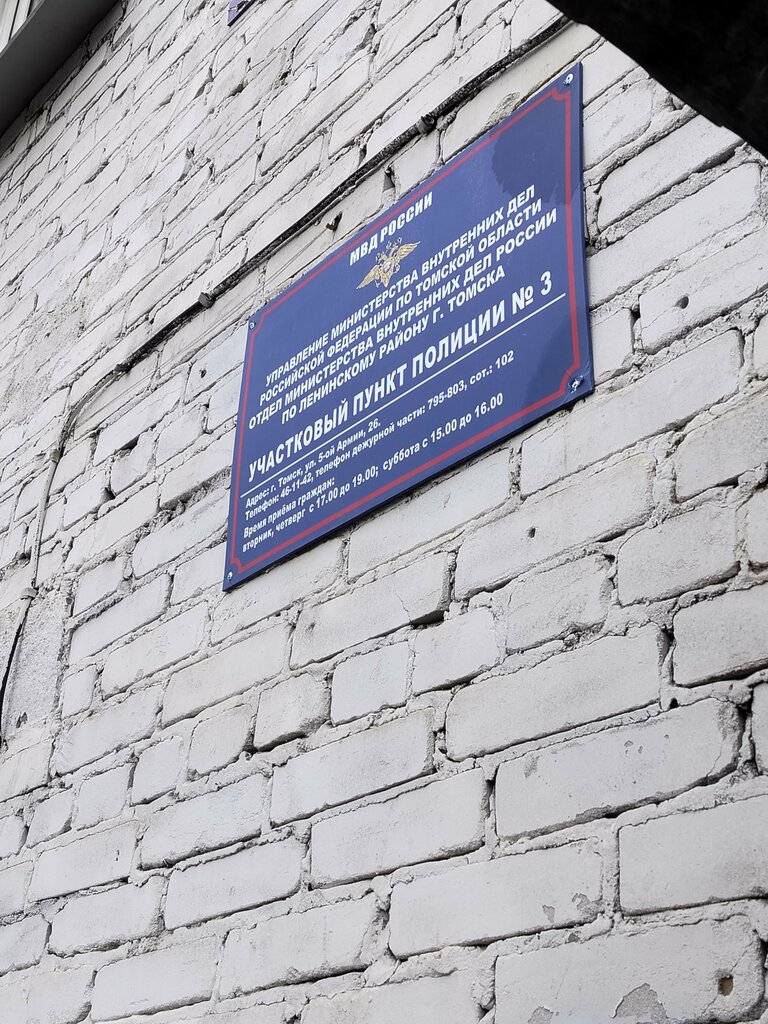 МВД РОССИИ
УПРАВЛЕНИЕ МИНИСТЕРСТВА ВНУТРЕННИХ ДЕЛ
РОССИЙСКОЙ ФЕДЕРАЦИИ ПО ТОМСКОЙ ОБЛАСТИ
ОТДЕЛ МИНИСТЕРСТВА ВНУТРЕННИХ ДЕЛ РОССИИ
ПО ЛЕНИНСКОМУ РАЙОНУ Г. ТОМСКА
УЧАСТКОВЫЙ ПУНКТ ПОЛИЦИИ № 3
Адрес: г. Томск, ул. 5-ой Армии, 26.
Телефон: 46-11-42, телефон дежурной части: 795-803, сот.: 102
Время приёма граждан:
вторник, четверг с 17.00 до 19.00; суббота с 15.00 до 16.00